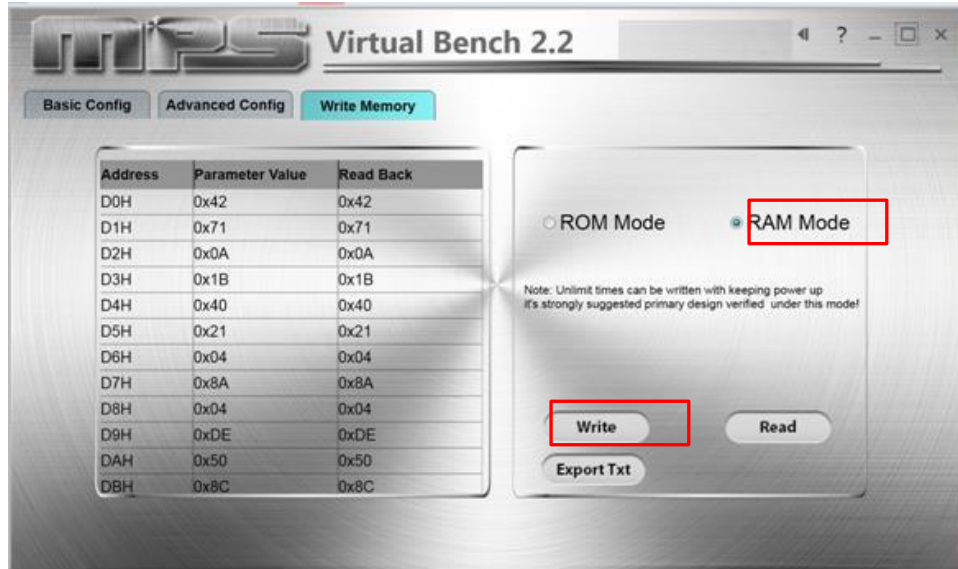 MPS Virtual Bench 2.2
?
Basic Config Advanced Config Write Memory
Address Parameter Value Read Back
D0H 0x42 0x42
D1H 0x71 0x71
D2H 0x0A 0x0A
D3H 0x1B 0x1B
D4H 0x40 0x40
D5H 0x21 0x21
D6H 0x04 0x04
D7H 0x8A 0x8A
D8H 0x04 0x04
D9H 0xDE 0xDE
DAH 0x50 0x50
DBH 0x8C 0x8C
ROM Mode RAM Mode
Note: Unlimit times can be written with keeping power up
it's strongly suggested primary design verified under this mode!
Write Read
Export Txt